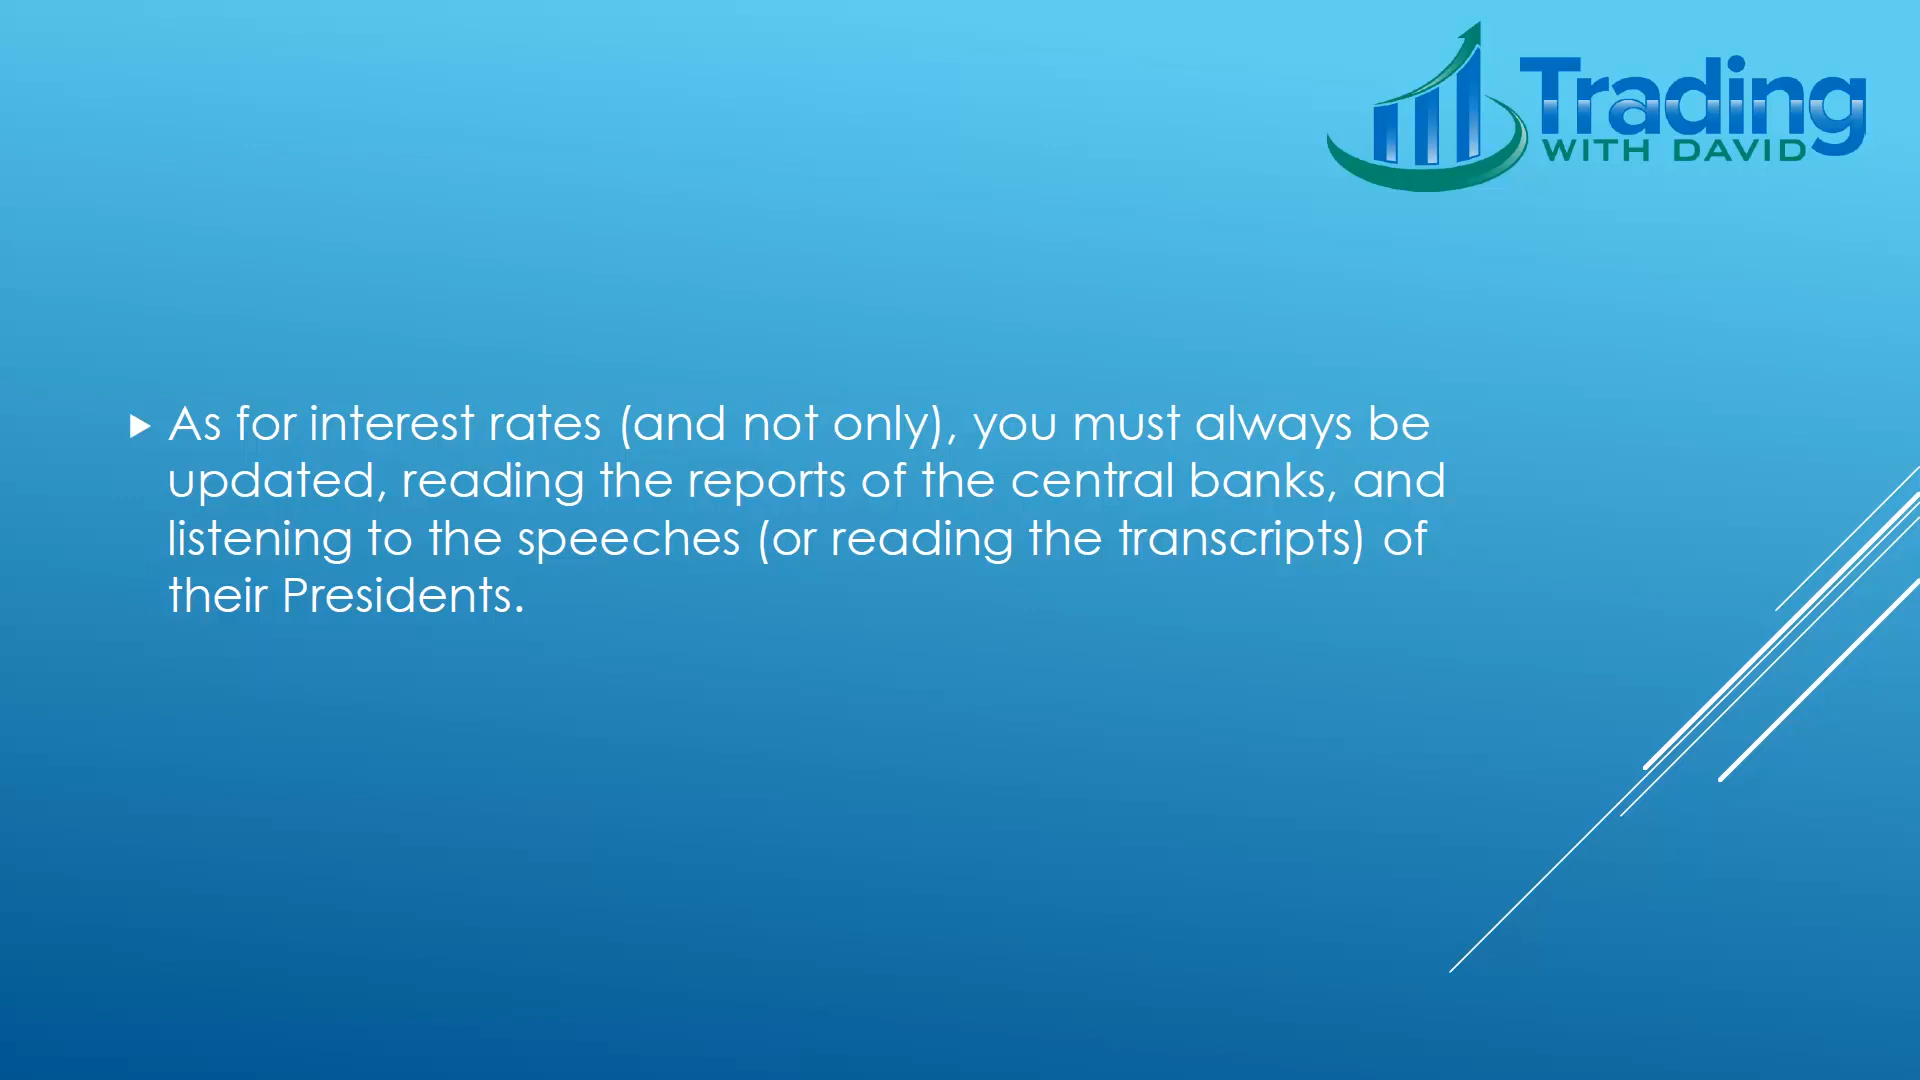 Trading
WITH DAVID
As for interest rates (and not only), you must always be
updated, reading the reports of the central banks, and
listening to the speeches (or reading the transcripts) of
their Presidents.